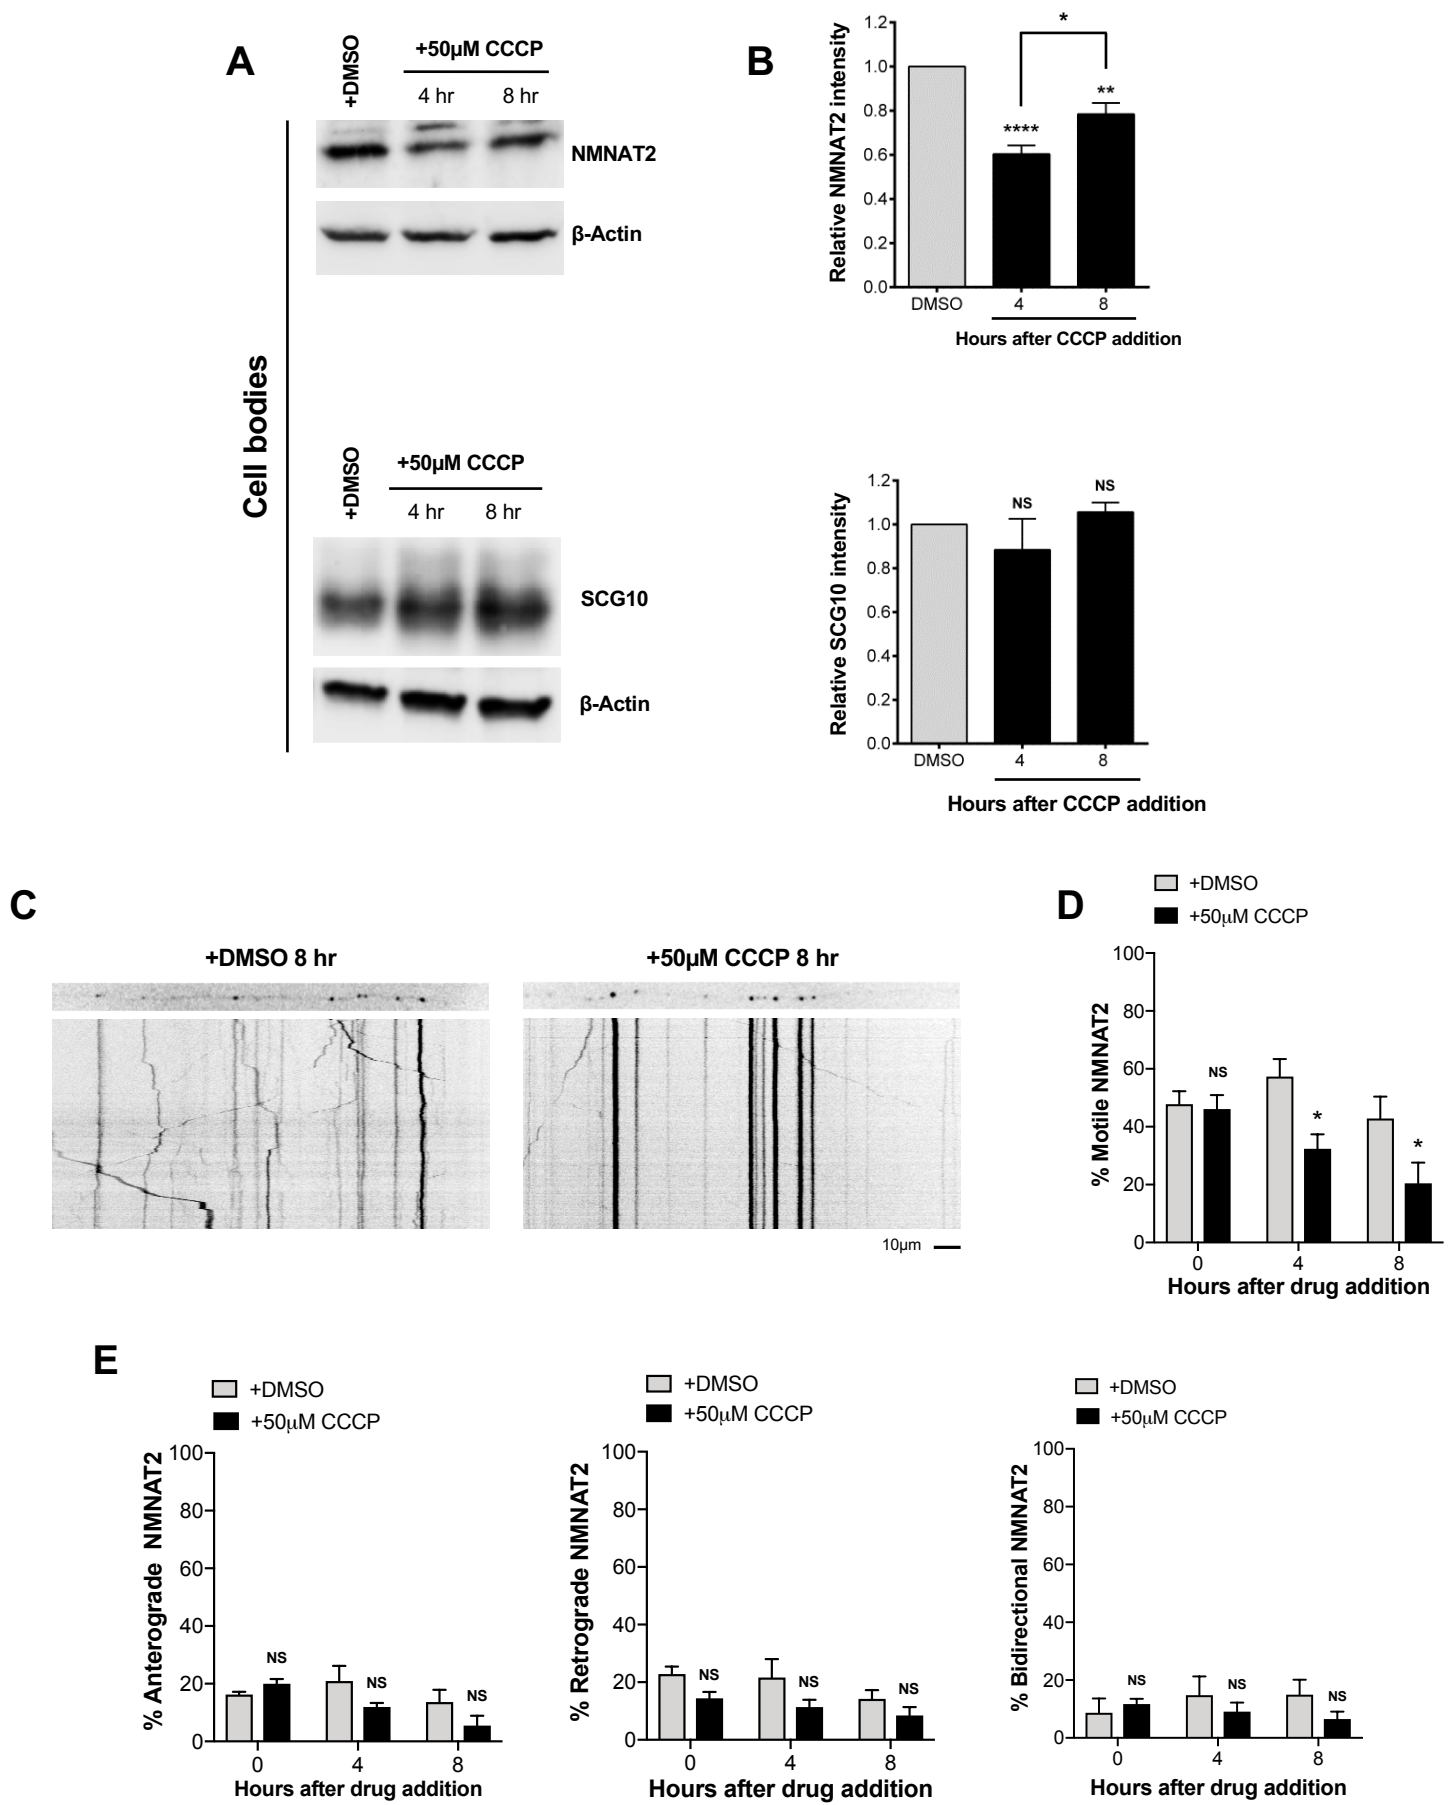 A
+DMSO
+50µM CCCP
4 hr
8 hr
NMNAT2
β-Actin
Cell bodies
+DMSO
+50µM CCCP
4 hr
8 hr
SCG10
β-Actin
B
Relative NMNAT2 intensity
1.2
1.0
0.8
0.6
0.4
0.2
0.0
*
****
**
DMSO
4
8
Hours after CCCP addition
Relative SCG10 intensity
1.2
1.0
0.8
0.6
0.4
0.2
0.0
NS
NS
DMSO
4
8
Hours after CCCP addition
C
+DMSO 8 hr
+50µM CCCP 8 hr
10µm
D
+DMSO
+50µM CCCP
% Motile NMNAT2
100
80
60
40
20
0
NS
*
*
0
4
8
Hours after drug addition
E
+DMSO
+50µM CCCP
% Anterograde NMNAT2
100
80
60
40
20
0
NS
NS
NS
0
4
8
Hours after drug addition
+DMSO
+50µM CCCP
% Retrograde NMNAT2
100
80
60
40
20
0
NS
NS
NS
0
4
8
Hours after drug addition
+DMSO
+50µM CCCP
% Bidirectional NMNAT2
100
80
60
40
20
0
NS
NS
NS
0
4
8
Hours after drug addition